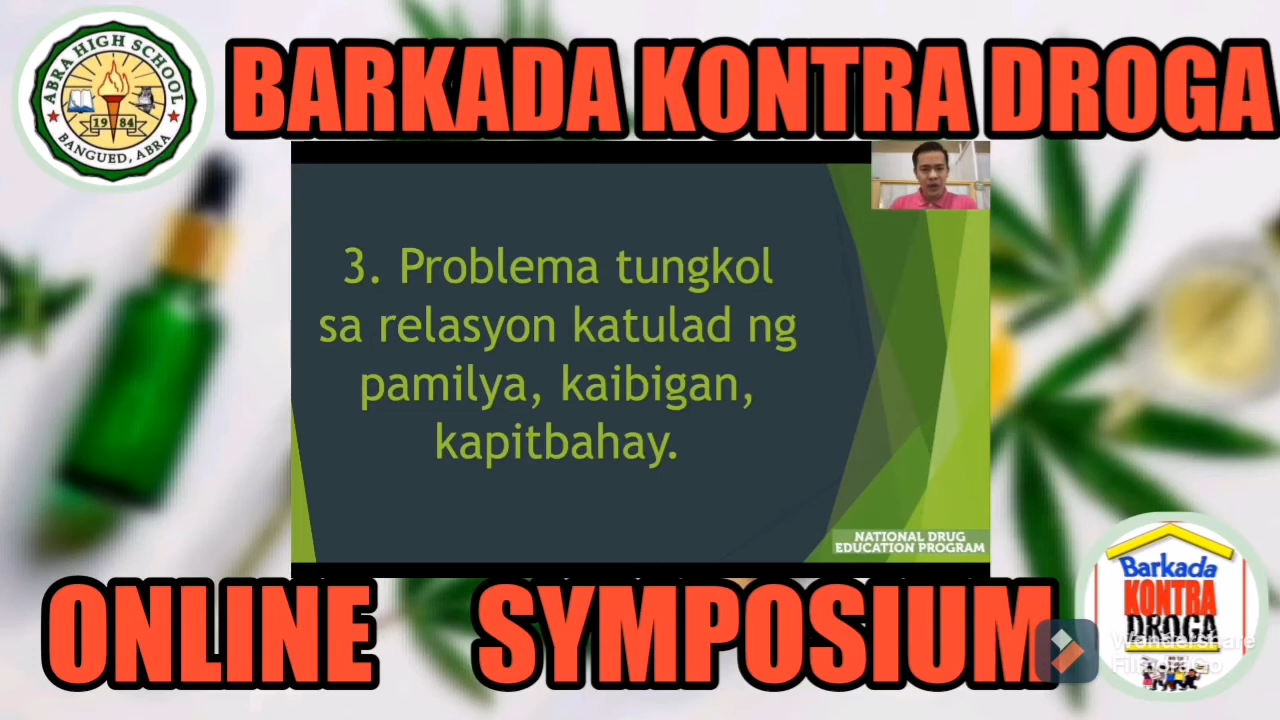 BARKADA KONTRA DROGA
ABRA HIGH SCHOOL
1984
BANGUED, ABRA
3. Problema tungkol
sa relasyon katulad ng
pamilya, kaibigan,
kapitbahay.
NATIONAL DRUG
EDUCATION PROGRAM
ONLINE SYMPOSIUM
Barkada
KONTRA
DROGA
Wondershare